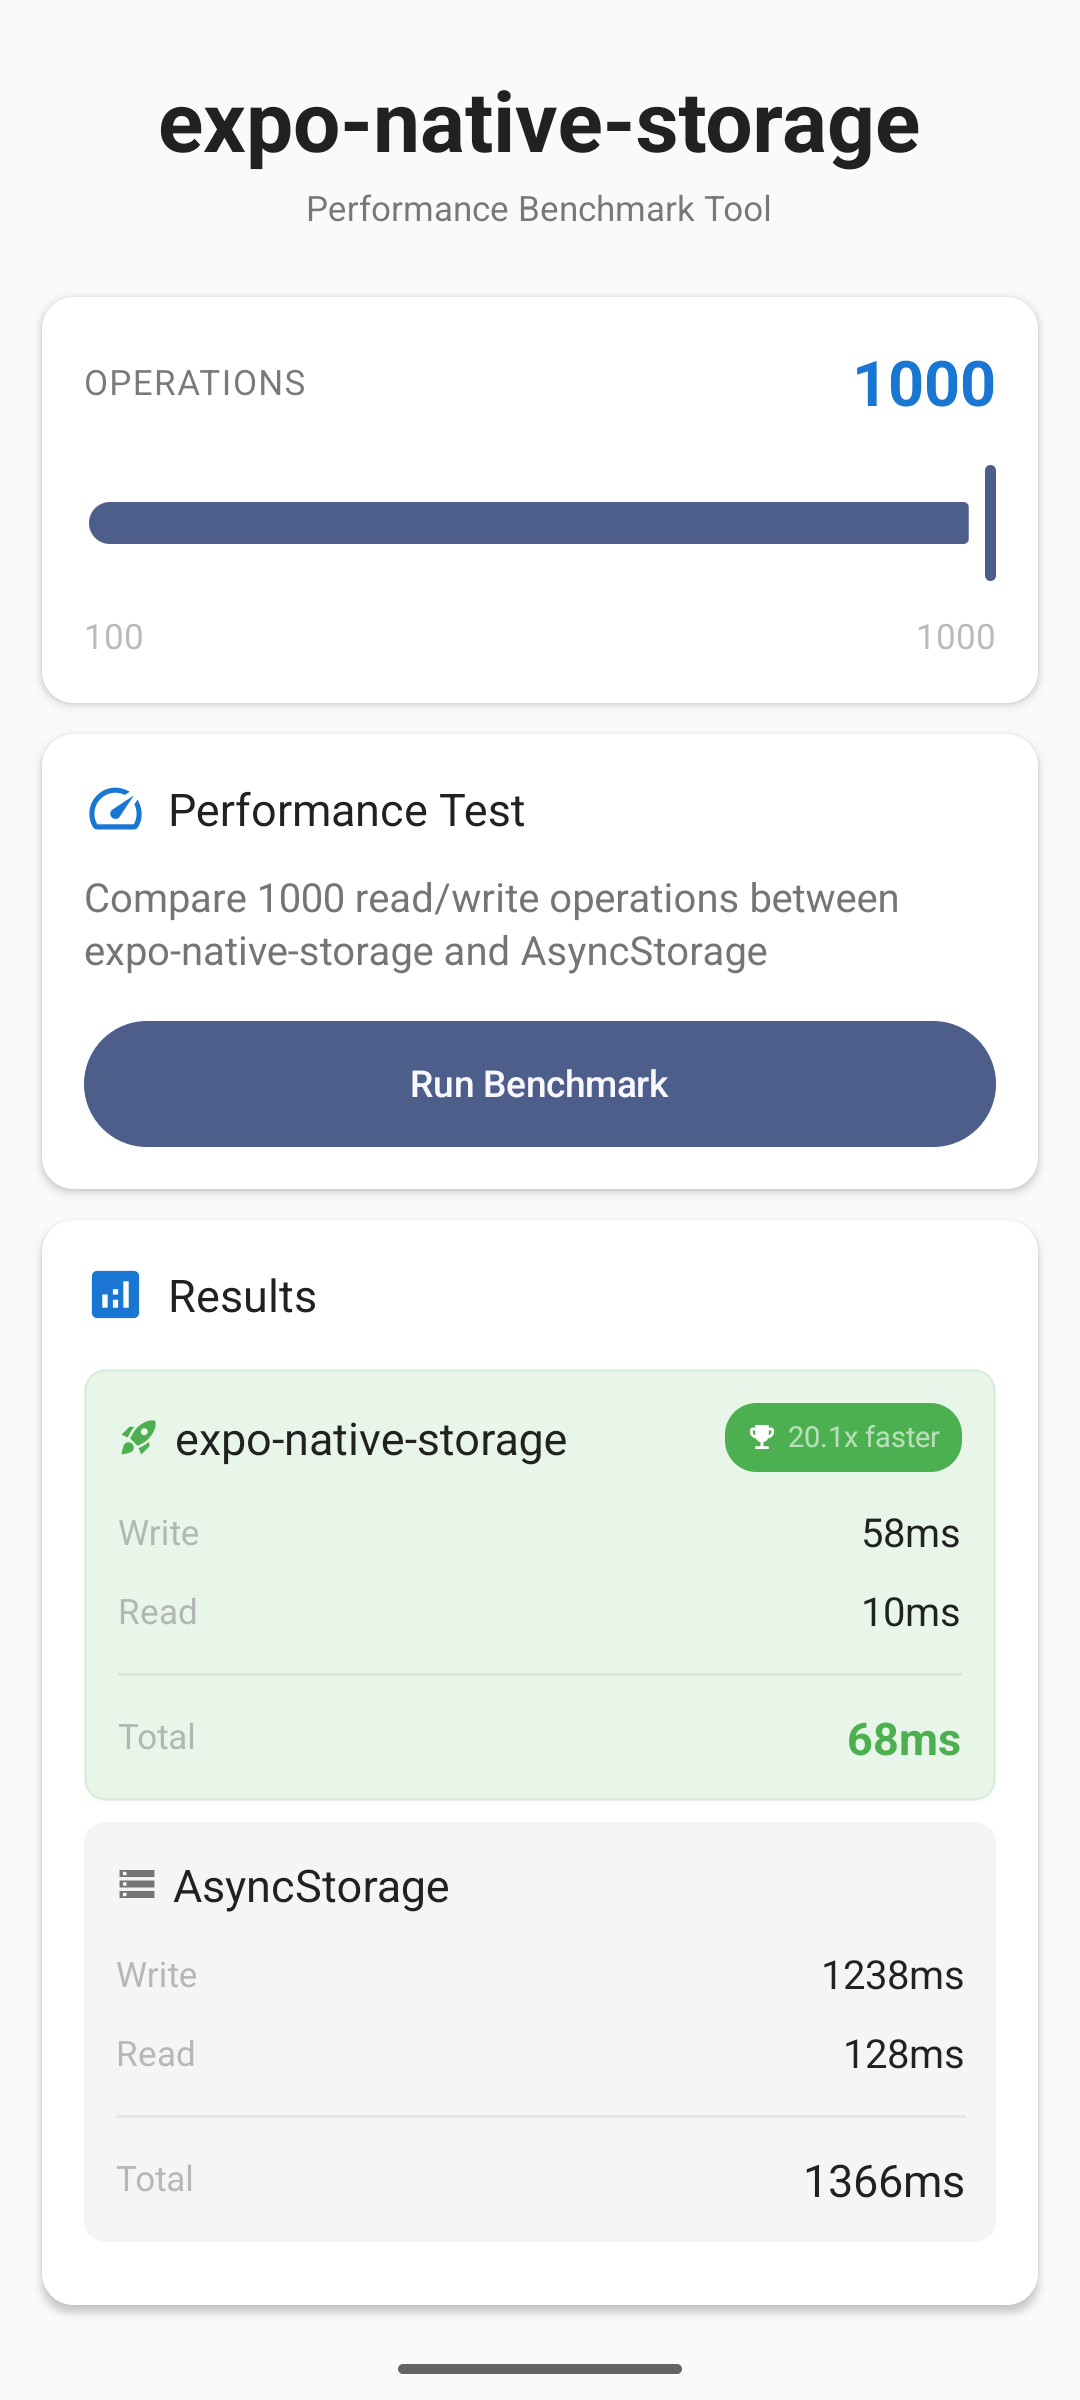 expo-native-storage
Performance Benchmark Tool
OPERATIONS 1000
100 1000
Performance Test
Compare 1000 read/write operations between
expo-native-storage and AsyncStorage
Run Benchmark
Results
expo-native-storage 20.1x faster
Write 58ms
Read 10ms
Total 68ms
AsyncStorage
Write 1238ms
Read 128ms
Total 1366ms